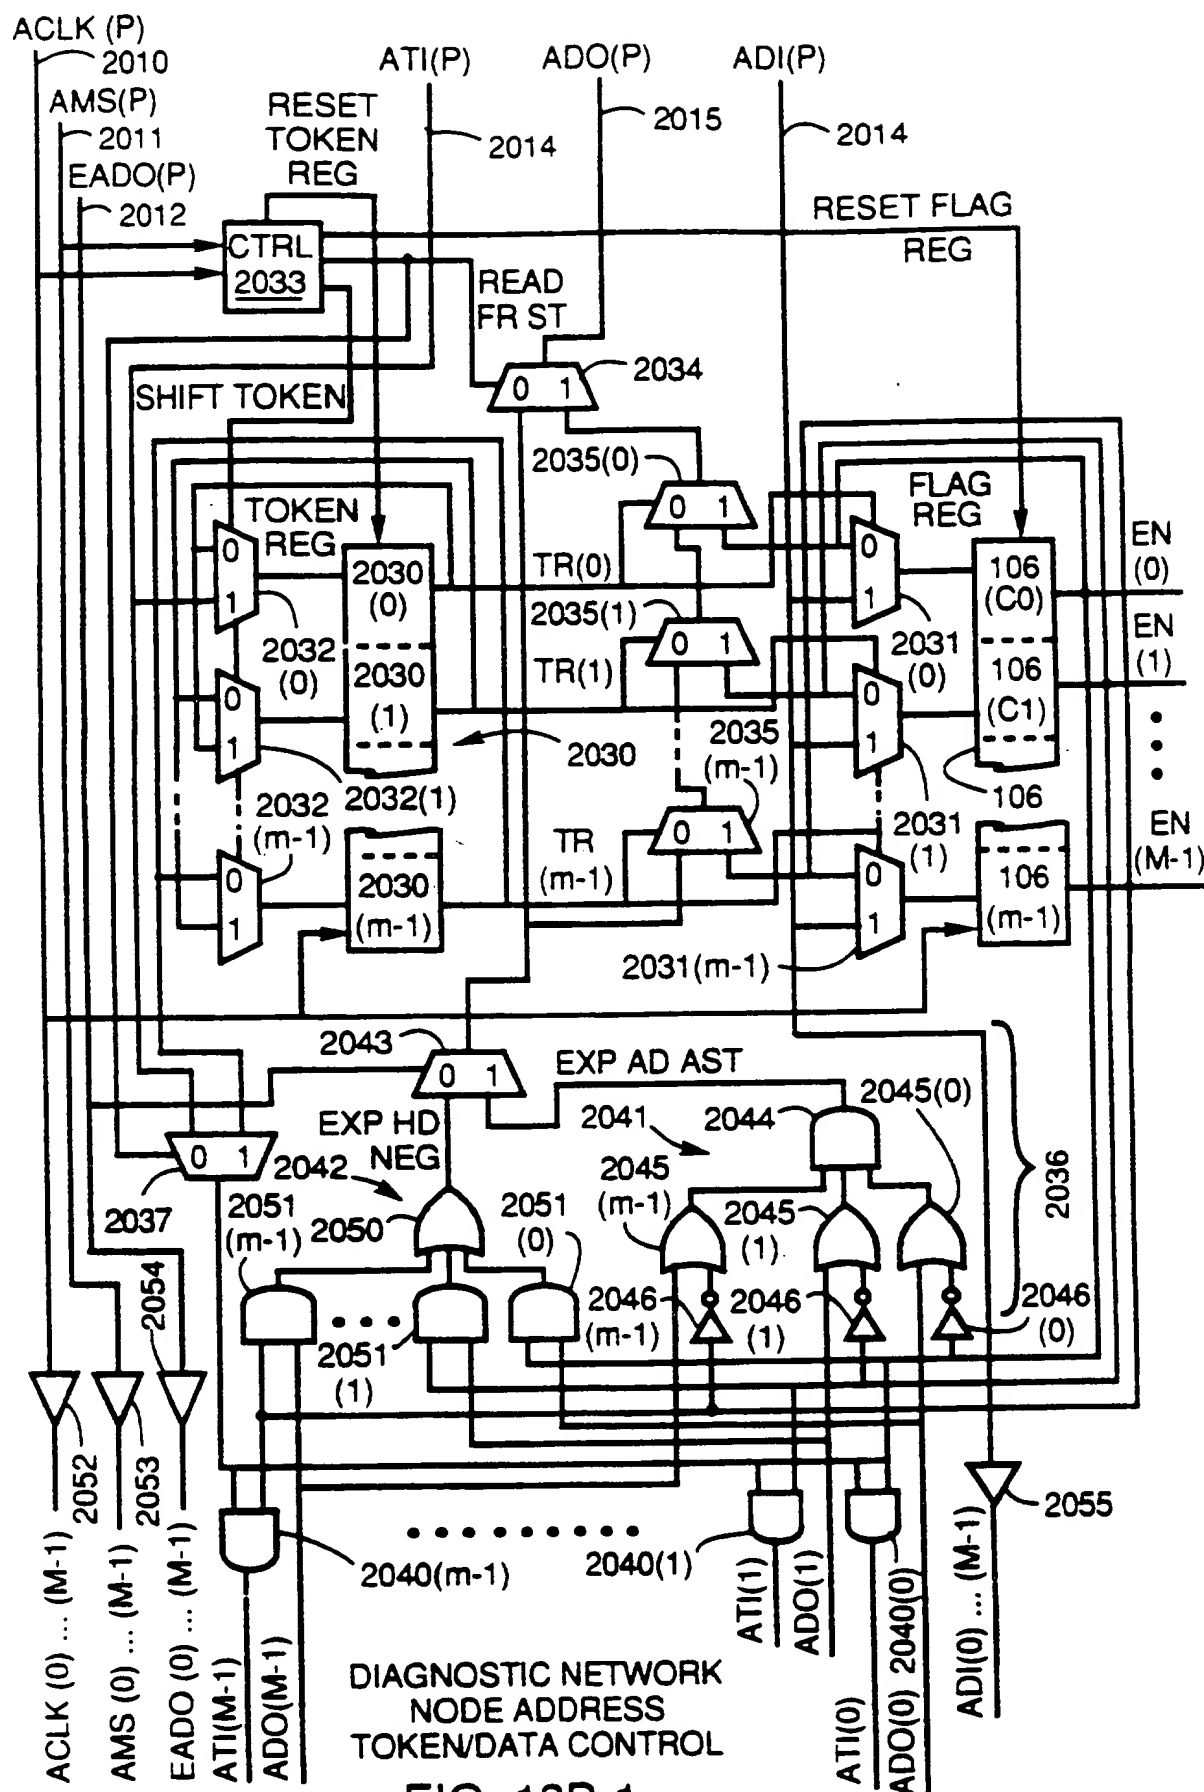 ACLK (P)
2010
ATI(P)
ADO(P)
ADI(P)
AMS(P)
2011
RESET
TOKEN
REG
2014
2015
2014
EADO(P)
2012
CTRL
2033
READ
FR ST
RESET FLAG
REG
0 1
2034
SHIFT TOKEN
2035(0)
0 1
TOKEN
REG
FLAG
REG
0
1
2032
(0)
2030
(0)
TR(0)
0
1
2031
(0)
106
(C0)
EN
(0)
2035(1)
0 1
TR(1)
0
1
2032(1)
2030
(1)
2030
0
1
2031
(1)
106
(C1)
106
EN
(1)
2035
(m-1)
0 1
2032
(m-1)
0
1
2030
(m-1)
TR
(m-1)
0
1
2031(m-1)
106
(m-1)
EN
(M-1)
2043
0 1
EXP AD AST
EXP HD
NEG
2041
2044
2045(0)
0 1
2037
2042
2050
2051
(m-1)
2051
(0)
2045
(m-1)
2045
(1)
2036
2051
(1)
2046
(m-1)
2046
(1)
2046
(0)
2054
2052
2053
2055
2040(m-1)
2040(1)
2040(0)
ACLK (0) ... (M-1)
AMS (0) ... (M-1)
EADO (0) ... (M-1)
ATI(M-1)
ADO(M-1)
ATI(1)
ADO(1)
ATI(0)
ADO(0)
ADI(0) ... (M-1)
DIAGNOSTIC NETWORK
NODE ADDRESS
TOKEN/DATA CONTROL